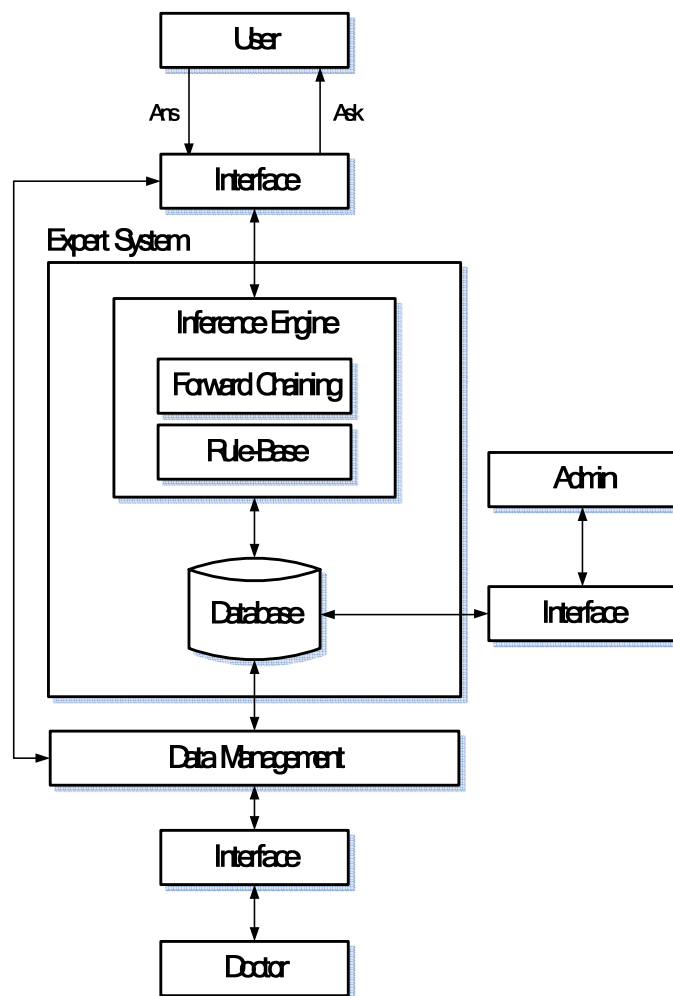 User
Ans
Ask
Interface
Expert System
Inference Engine
Forward Chaining
Rule-Base
Admin
Database
Interface
Data Management
Interface
Doctor